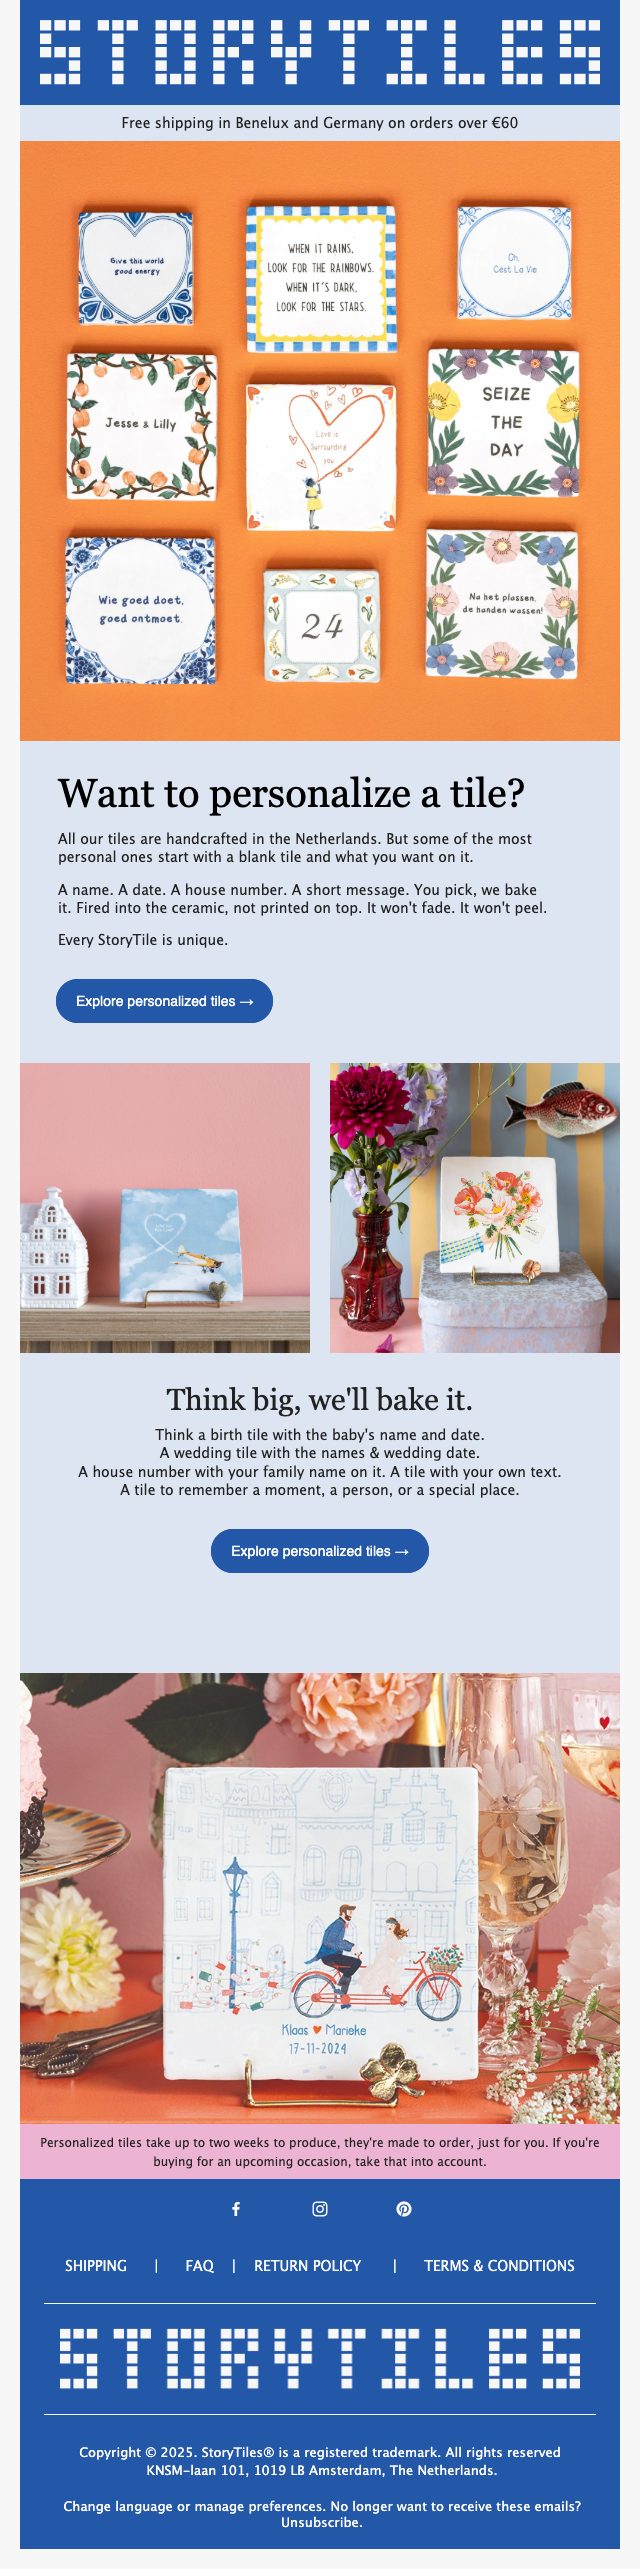 STORYTILES
Free shipping in Benelux and Germany on orders over €60
Give this world
good energy
WHEN IT RAINS,
LOOK FOR THE RAINBOWS.
WHEN IT'S DARK,
LOOK FOR THE STARS.
Oh,
C'est La Vie
Jesse & Lilly
Love is
Surrounding
you
SEIZE
THE
DAY
Wie goed doet,
goed ontmoet.
24
Na het plassen,
de handen wassen!
Want to personalize a tile?
All our tiles are handcrafted in the Netherlands. But some of the most
personal ones start with a blank tile and what you want on it.
A name. A date. A house number. A short message. You pick, we bake
it. Fired into the ceramic, not printed on top. It won't fade. It won't peel.
Every StoryTile is unique.
Explore personalized tiles →
Think big, we'll bake it.
Think a birth tile with the baby's name and date.
A wedding tile with the names & wedding date.
A house number with your family name on it. A tile with your own text.
A tile to remember a moment, a person, or a special place.
Explore personalized tiles →
Klaas ♥ Marieke
17-11-2024
Personalized tiles take up to two weeks to produce, they're made to order, just for you. If you're
buying for an upcoming occasion, take that into account.
SHIPPING | FAQ | RETURN POLICY | TERMS & CONDITIONS
STORYTILES
Copyright © 2025. StoryTiles® is a registered trademark. All rights reserved
KNSM-laan 101, 1019 LB Amsterdam, The Netherlands.
Change language or manage preferences. No longer want to receive these emails?
Unsubscribe.